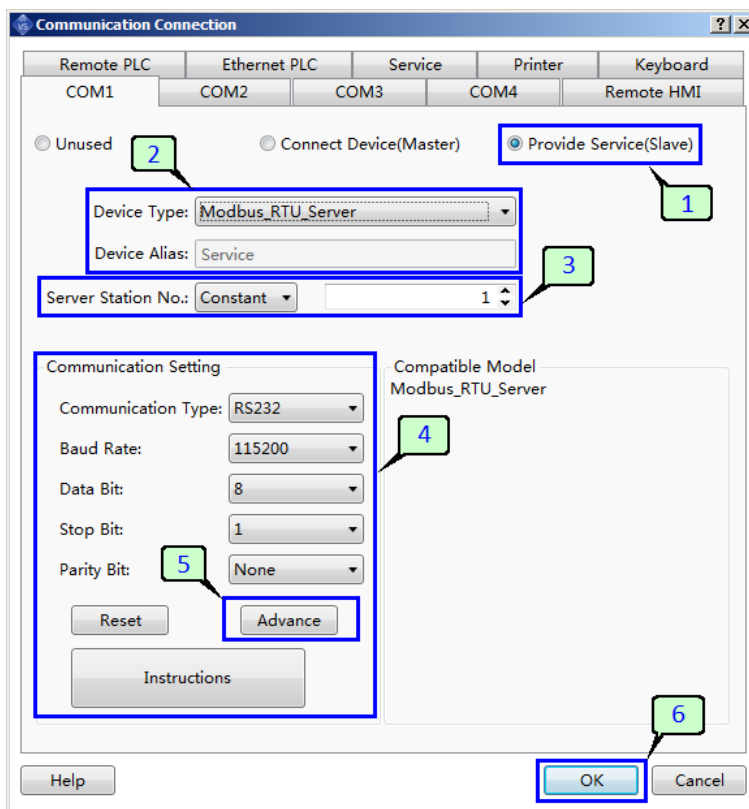 VS Communication Connection ? X
Remote PLC Ethernet PLC Service Printer Keyboard
COM1 COM2 COM3 COM4 Remote HMI
Unused Connect Device(Master) Provide Service(Slave)
2
1
Device Type: Modbus_RTU_Server
Device Alias: Service
3
Server Station No.: Constant 1
Communication Setting Compatible Model
Modbus_RTU_Server
Communication Type: RS232
4
Baud Rate: 115200
Data Bit: 8
Stop Bit: 1
5
Parity Bit: None
Reset Advance
Instructions
6
Help OK Cancel